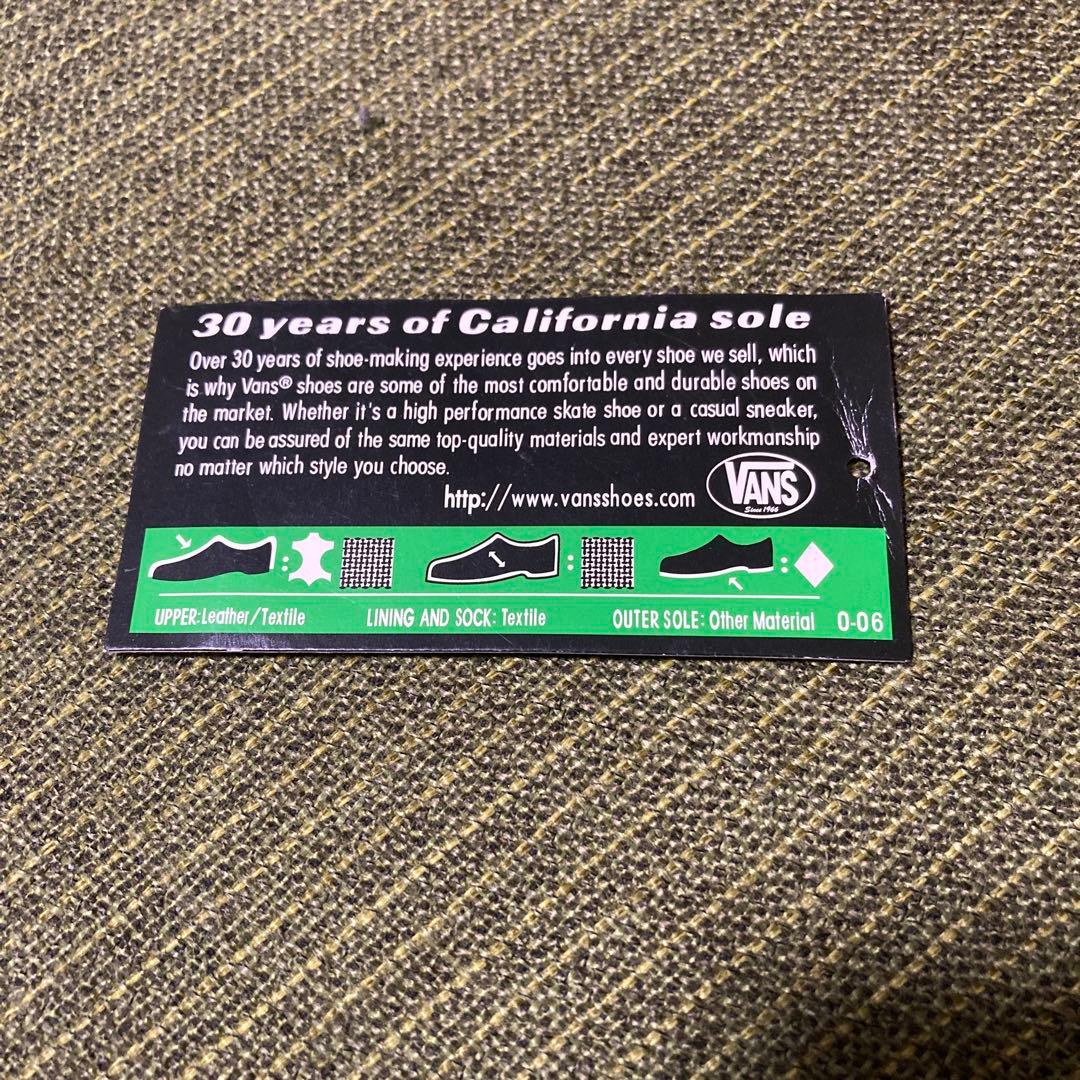 30 years of California sole
Over 30 years of shoe-making experience goes into every shoe we sell, which
is why Vans® shoes are some of the most comfortable and durable shoes on
the market. Whether it's a high performance skate shoe or a casual sneaker,
you can be assured of the same top-quality materials and expert workmanship
no matter which style you choose.
http://www.vansshoes.com
VANS
Since 1966
UPPER: Leather/Textile
LINING AND SOCK: Textile
OUTER SOLE: Other Material
0-06